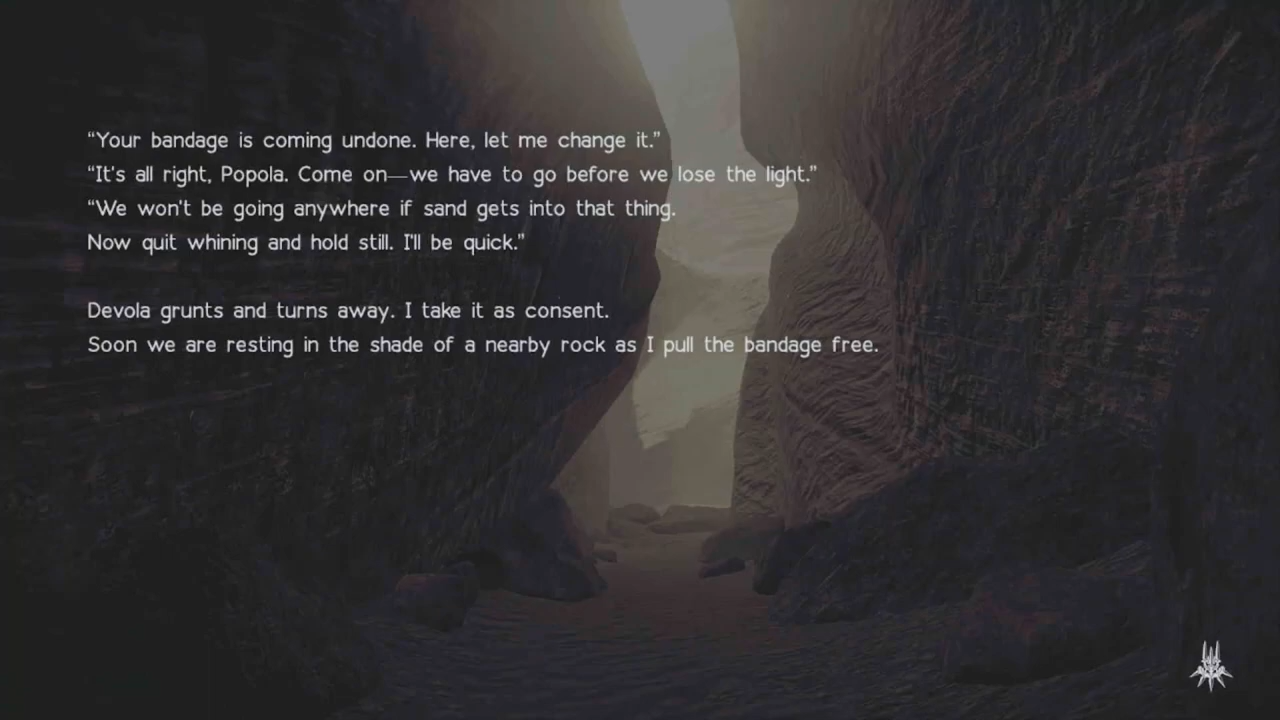 “Your bandage is coming undone. Here, let me change it.”
“It's all right, Popola. Come on—we have to go before we lose the light.”
“We won't be going anywhere if sand gets into that thing.
Now quit whining and hold still. I'll be quick.”
Devola grunts and turns away. I take it as consent.
Soon we are resting in the shade of a nearby rock as I pull the bandage free.